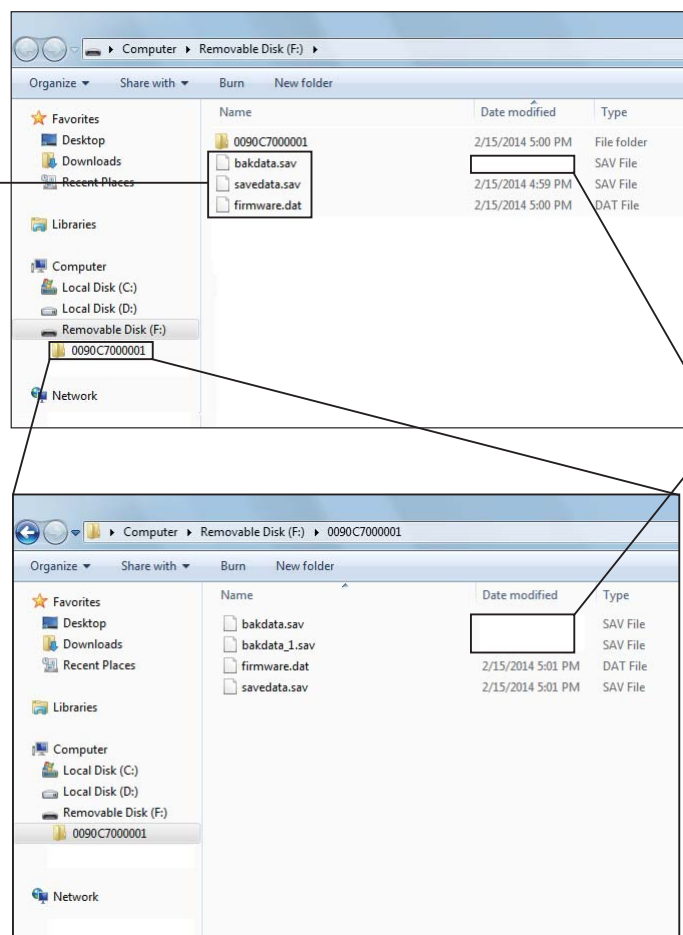 Computer Removable Disk (F:)
Organize Share with Burn New folder
Favorites
Desktop
Downloads
Recent Places
Libraries
Computer
Local Disk (C:)
Local Disk (D:)
Removable Disk (F:)
0090C7000001
Network
Name Date modified Type
0090C7000001 2/15/2014 5:00 PM File folder
bakdata.sav SAV File
savedata.sav 2/15/2014 4:59 PM SAV File
firmware.dat 2/15/2014 5:00 PM DAT File
Computer Removable Disk (F:) 0090C7000001
Organize Share with Burn New folder
Favorites
Desktop
Downloads
Recent Places
Libraries
Computer
Local Disk (C:)
Local Disk (D:)
Removable Disk (F:)
0090C7000001
Network
Name Date modified Type
bakdata.sav SAV File
bakdata_1.sav SAV File
firmware.dat 2/15/2014 5:01 PM DAT File
savedata.sav 2/15/2014 5:01 PM SAV File